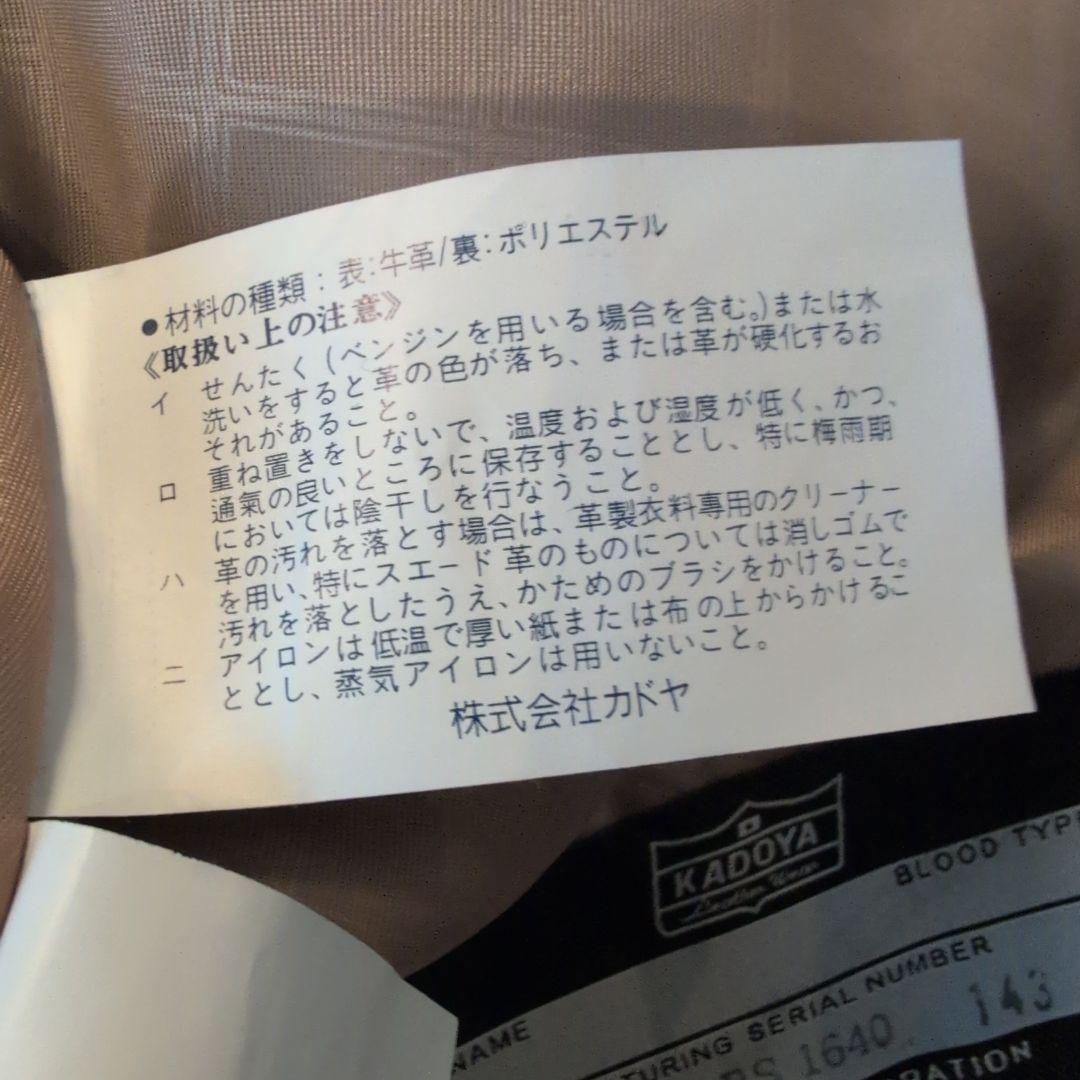 ●材料の種類：表:牛革/裏:ポリエステル
《取扱い上の注意》
イ せんたく(ベンジンを用いる場合を含む。)または水
洗いをすると革の色が落ち、または革が硬化するお
それがあること。
ロ 重ね置きをしないで、温度および湿度が低く、かつ、
通氣の良いところに保存することとし、特に梅雨期
においては陰干しを行なうこと。
ハ 革の汚れを落とす場合は、革製衣料専用のクリーナー
を用い、特にスエード革のものについては消しゴムで
汚れを落としたうえ、かためのブラシをかけること。
ニ アイロンは低温で厚い紙または布の上からかけるこ
ととし、蒸気アイロンは用いないこと。
株式会社カドヤ
KADOYA
Leather Wear
BLOOD TYPE
NAME
TURING SERIAL NUMBER
1640 143
RATION